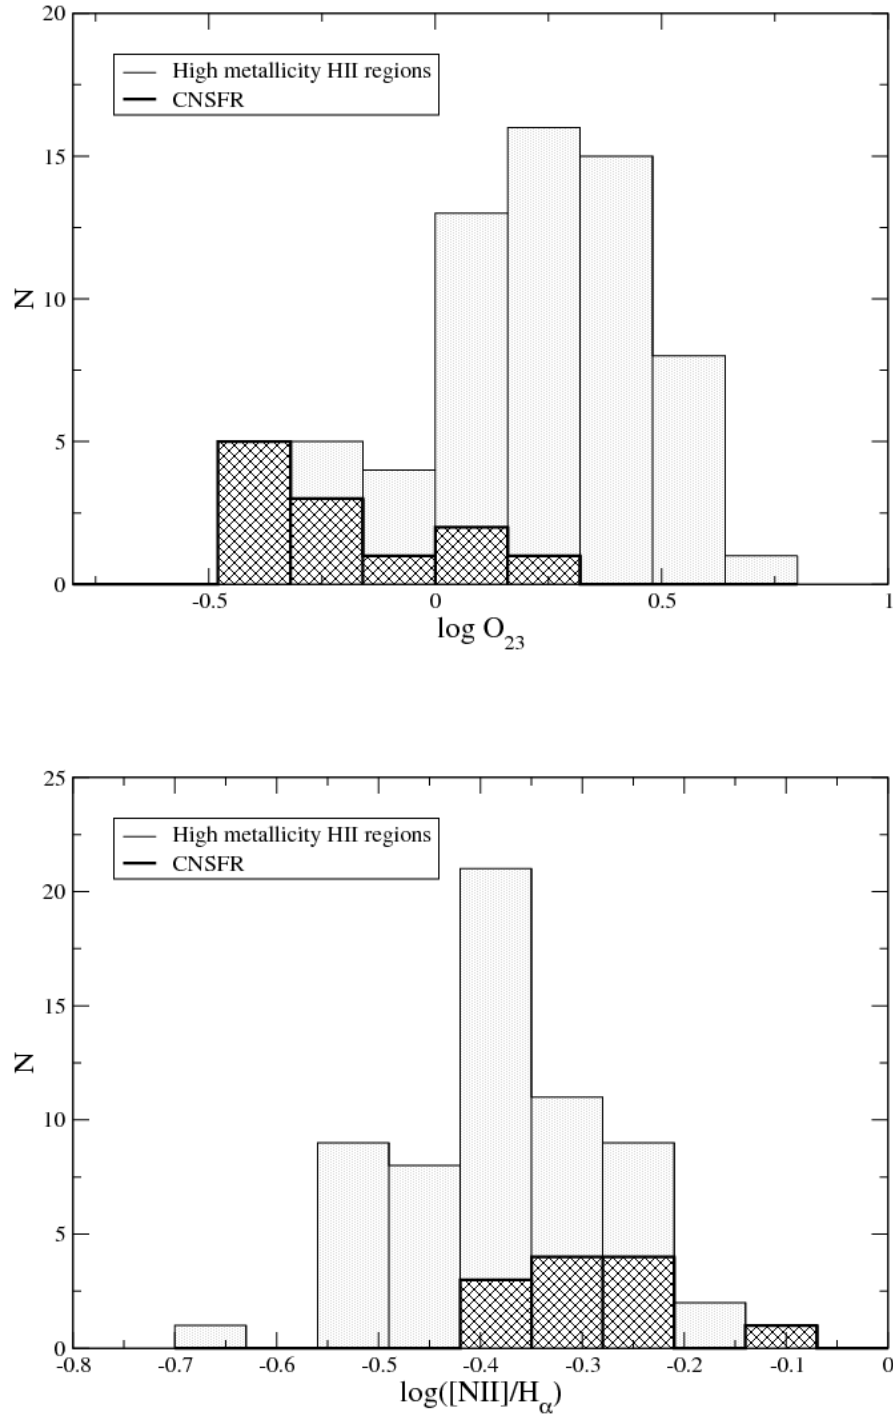 20
15
10
5
0
N
High metallicity HII regions
CNSFR
-0.5 0 0.5 1
log O23
25
20
15
10
5
0
N
High metallicity HII regions
CNSFR
-0.8 -0.7 -0.6 -0.5 -0.4 -0.3 -0.2 -0.1 0
log([NII]/Hα)